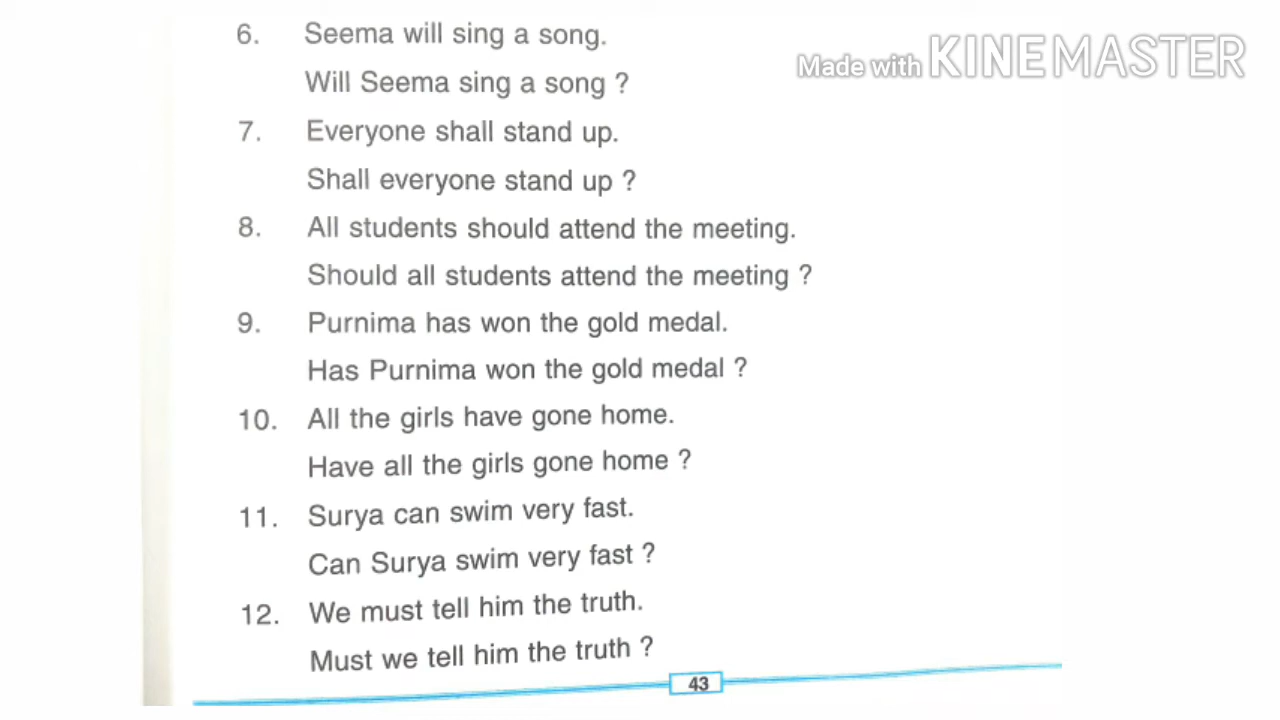 6. Seema will sing a song.
Made with KINEMASTER
Will Seema sing a song ?
7. Everyone shall stand up.
Shall everyone stand up ?
8. All students should attend the meeting.
Should all students attend the meeting ?
9. Purnima has won the gold medal.
Has Purnima won the gold medal ?
10. All the girls have gone home.
Have all the girls gone home ?
11. Surya can swim very fast.
Can Surya swim very fast ?
12. We must tell him the truth.
Must we tell him the truth ?
43